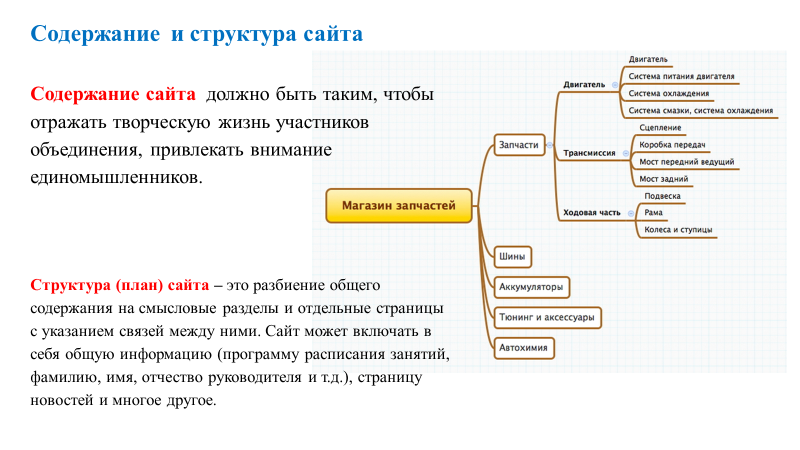 Содержание и структура сайта
Содержание сайта должно быть таким, чтобы
отражать творческую жизнь участников
объединения, привлекать внимание
единомышленников.
Структура (план) сайта – это разбиение общего
содержания на смысловые разделы и отдельные страницы
с указанием связей между ними. Сайт может включать в
себя общую информацию (программу расписания занятий,
фамилию, имя, отчество руководителя и т.д.), страницу
новостей и многое другое.
Магазин запчастей
Запчасти
Двигатель
Двигатель
Система питания двигателя
Система охлаждения
Система смазки, система охлаждения
Трансмиссия
Сцепление
Коробка передач
Мост передний ведущий
Мост задний
Ходовая часть
Подвеска
Рама
Колеса и ступицы
Шины
Аккумуляторы
Тюнинг и аксессуары
Автохимия